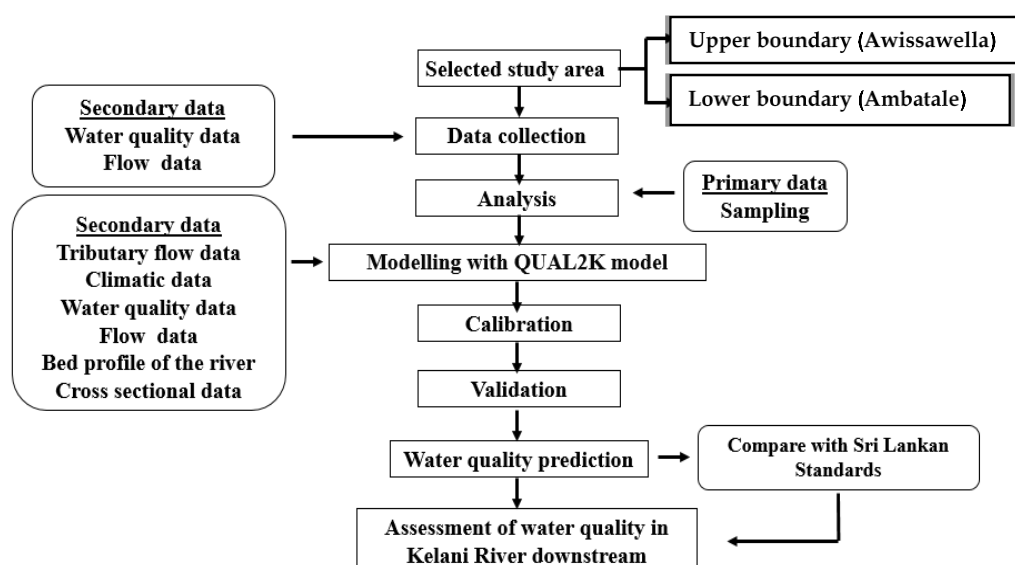 Upper boundary (Awissawella)
Selected study area
Lower boundary (Ambatale)
Secondary data
Water quality data
Flow data
Data collection
Analysis
Primary data
Sampling
Secondary data
Tributary flow data
Climatic data
Water quality data
Flow data
Bed profile of the river
Cross sectional data
Modelling with QUAL2K model
Calibration
Validation
Water quality prediction
Compare with Sri Lankan
Standards
Assessment of water quality in
Kelani River downstream